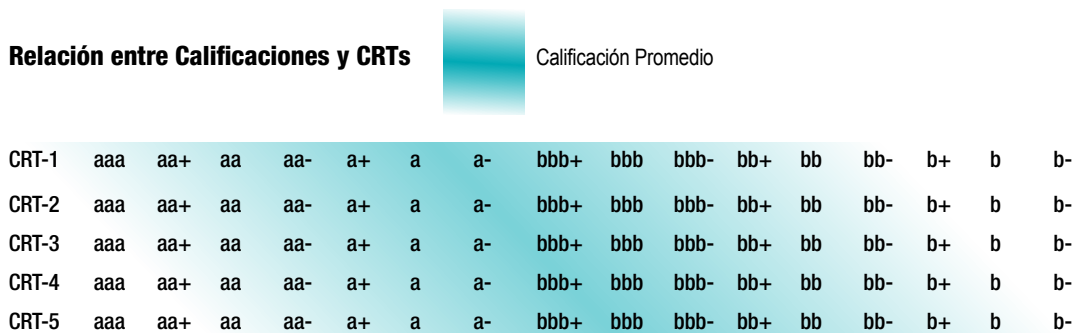 Relación entre Calificaciones y CRTs Calificación Promedio
CRT-1 aaa aa+ aa aa- a+ a a- bbb+ bbb bbb- bb+ bb bb- b+ b b-
CRT-2 aaa aa+ aa aa- a+ a a- bbb+ bbb bbb- bb+ bb bb- b+ b b-
CRT-3 aaa aa+ aa aa- a+ a a- bbb+ bbb bbb- bb+ bb bb- b+ b b-
CRT-4 aaa aa+ aa aa- a+ a a- bbb+ bbb bbb- bb+ bb bb- b+ b b-
CRT-5 aaa aa+ aa aa- a+ a a- bbb+ bbb bbb- bb+ bb bb- b+ b b-